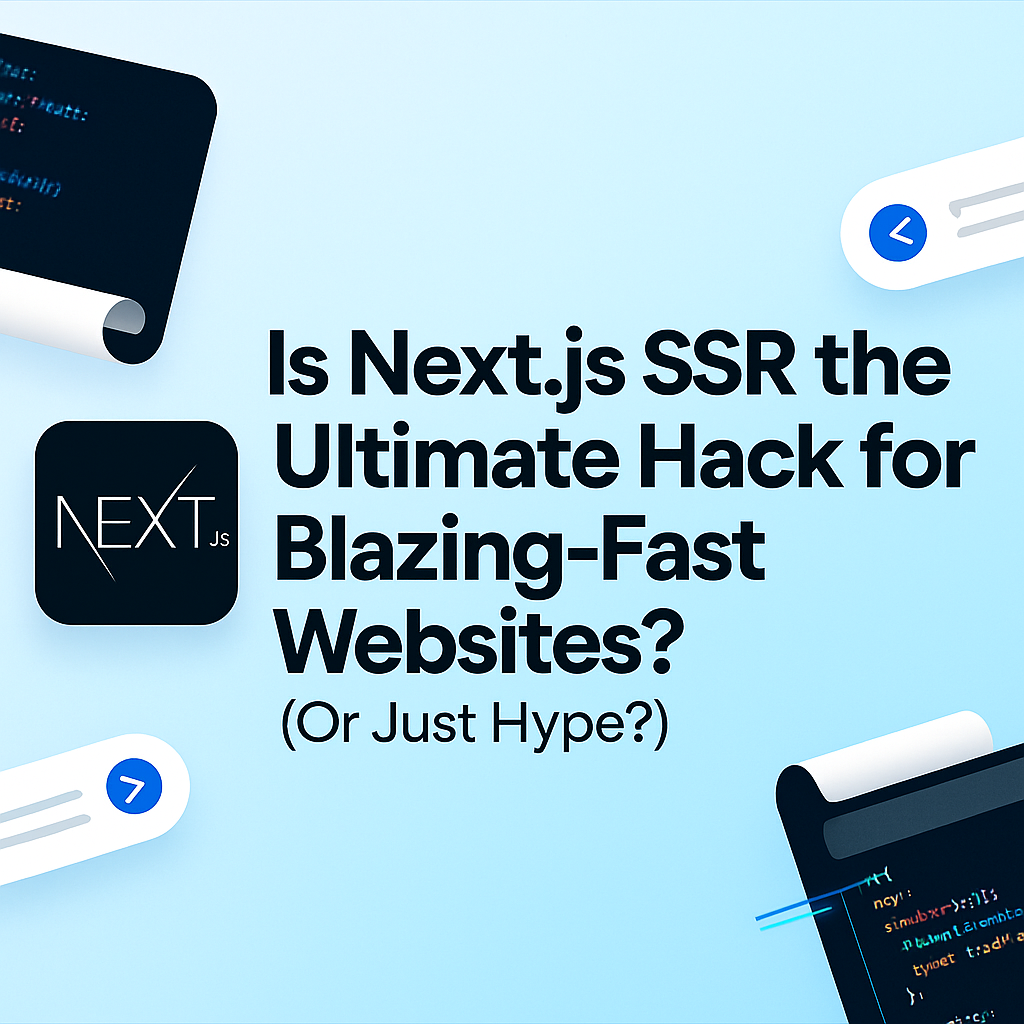 Is Next.js SSR the
Ultimate Hack for
Blazing-Fast
Websites?
(Or Just Hype?)
NEXT.Js